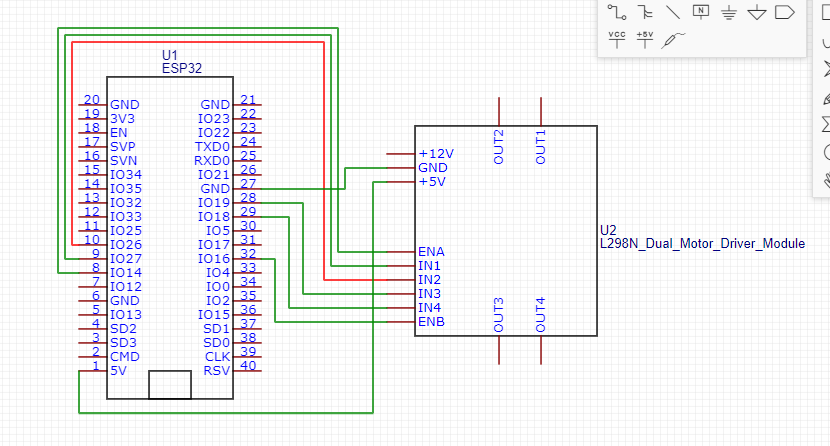 N
VCC +5V
U1
ESP32
20 GND GND 21
19 3V3 IO23 22
18 EN IO22 23
17 SVP TXD0 24
16 SVN RXD0 25
15 IO34 IO21 26
14 IO35 GND 27
13 IO32 IO19 28
12 IO33 IO18 29
11 IO25 IO5 30
10 IO26 IO17 31
9 IO27 IO16 32
8 IO14 IO4 33
7 IO12 IO0 34
6 GND IO2 35
5 IO13 IO15 36
4 SD2 SD1 37
3 SD3 SD0 38
2 CMD CLK 39
1 5V RSV 40
OUT2 OUT1
+12V
GND
+5V
U2
L298N_Dual_Motor_Driver_Module
ENA
IN1
IN2
IN3
IN4
ENB
OUT3 OUT4